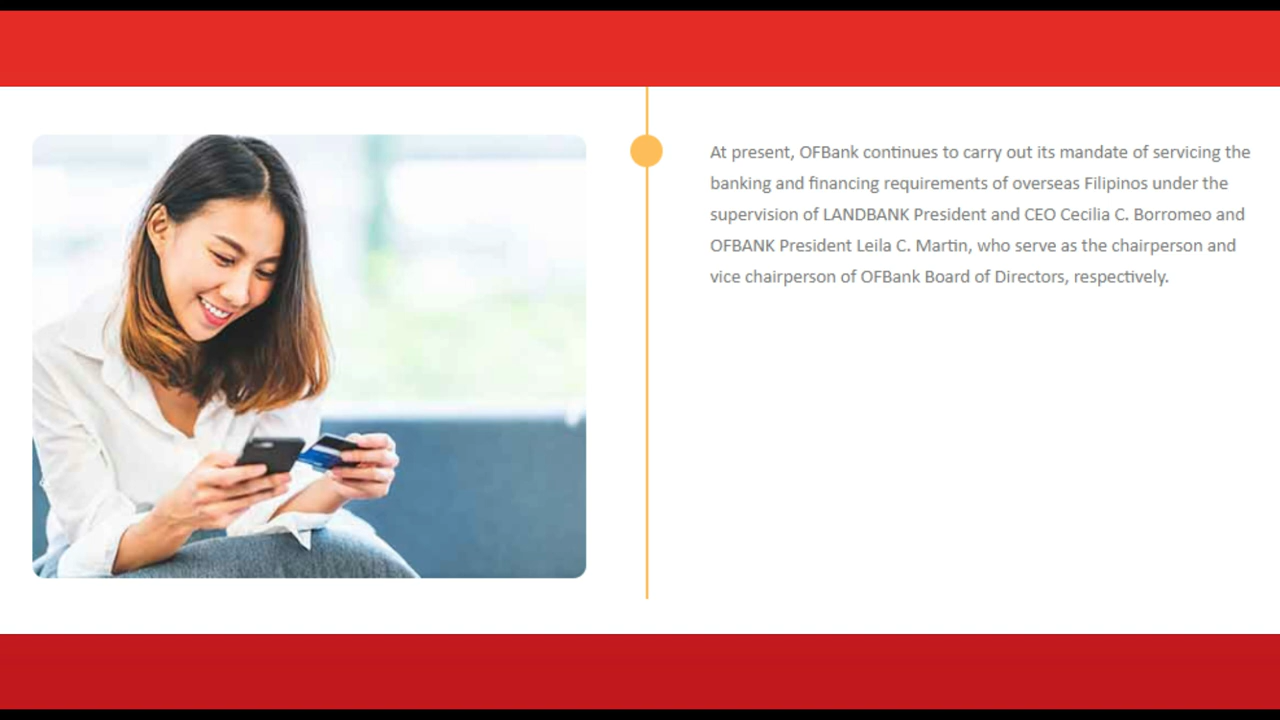 At present, OFBank continues to carry out its mandate of servicing the
banking and financing requirements of overseas Filipinos under the
supervision of LANDBANK President and CEO Cecilia C. Borromeo and
OFBANK President Leila C. Martin, who serve as the chairperson and
vice chairperson of OFBank Board of Directors, respectively.